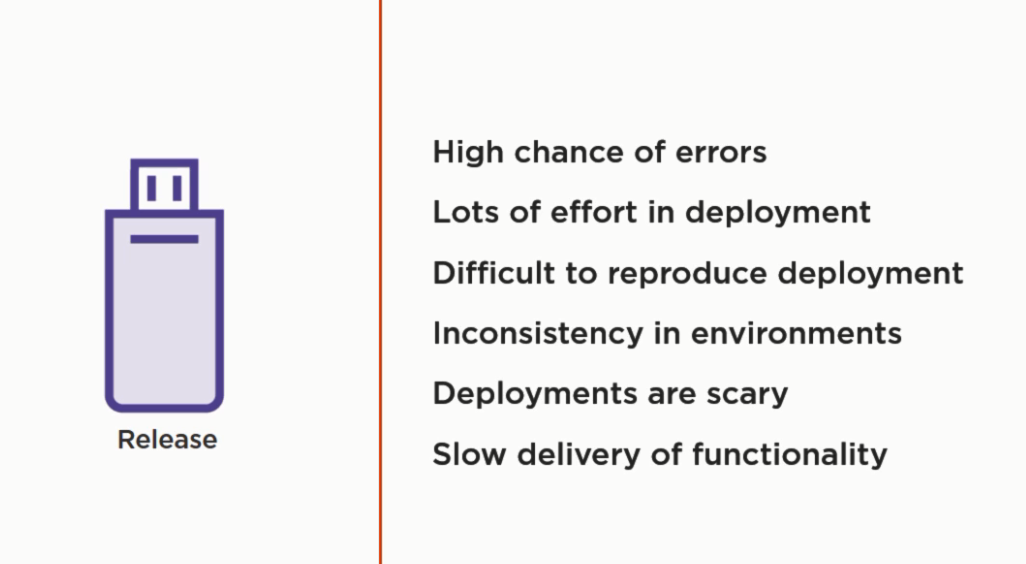 Release
High chance of errors
Lots of effort in deployment
Difficult to reproduce deployment
Inconsistency in environments
Deployments are scary
Slow delivery of functionality